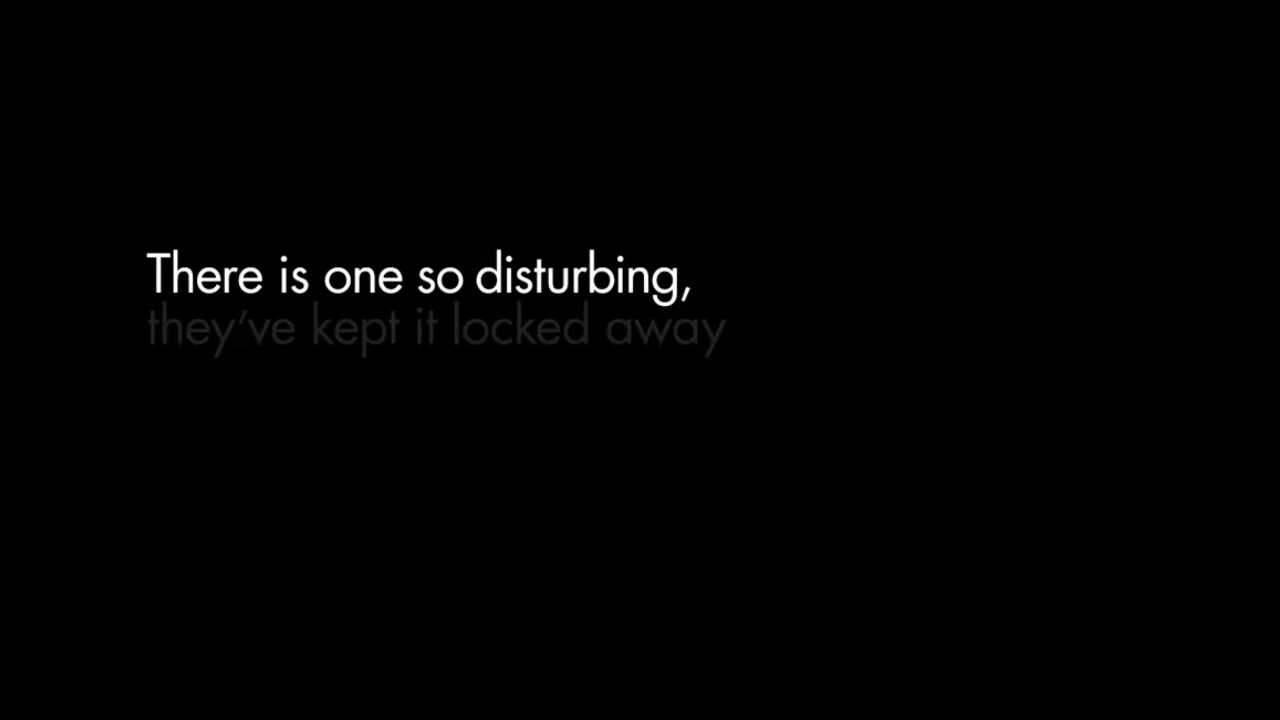 There is one so disturbing,
they’ve kept it locked away